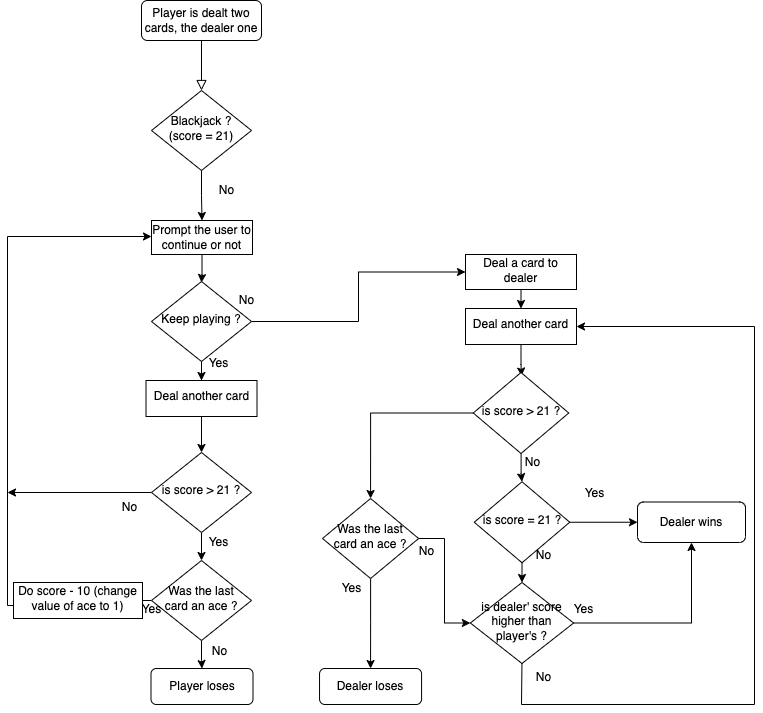 Player is dealt two
cards, the dealer one
Blackjack ?
(score = 21)
No
Prompt the user to
continue or not
Keep playing ?
No
Yes
Deal another card
is score > 21 ?
No
Yes
Do score - 10 (change
value of ace to 1)
Yes
Was the last
card an ace ?
No
Player loses
Deal a card to
dealer
Deal another card
is score > 21 ?
No
Was the last
card an ace ?
No
Yes
Dealer loses
is score = 21 ?
Yes
No
Dealer wins
is dealer' score
higher than
player's ?
Yes
No